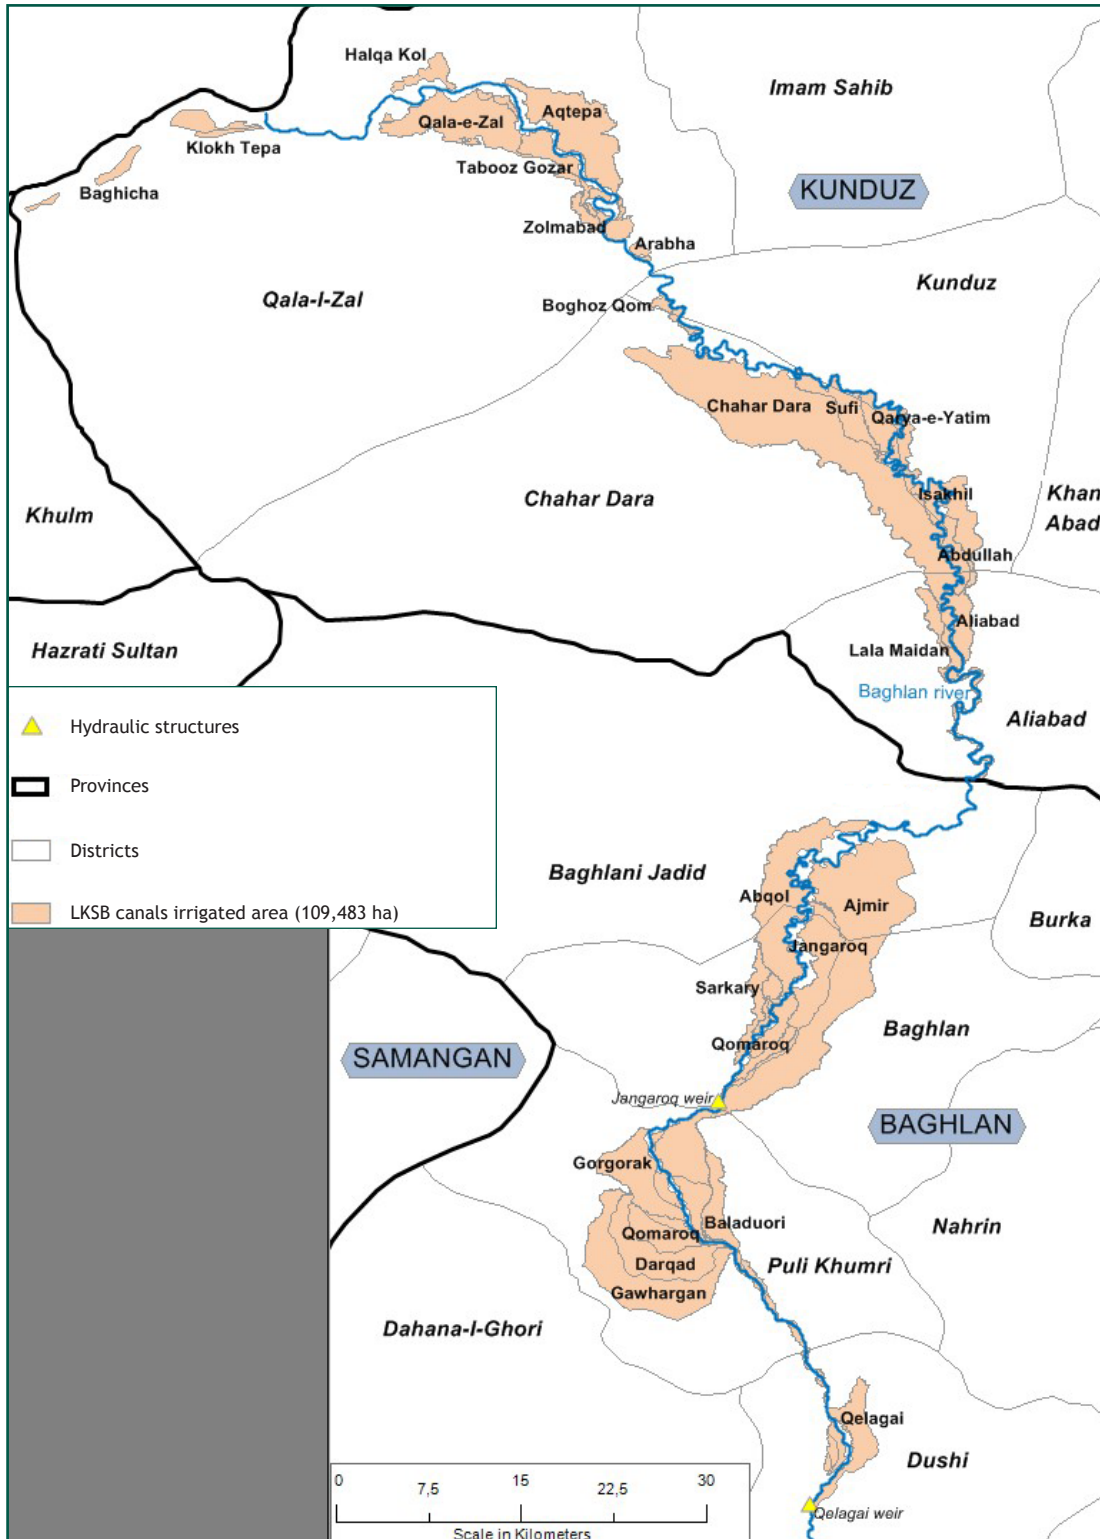 Halqa Kol
Imam Sahib
Aqtepa
Qala-e-Zal
Klokh Tepa
Tabooz Gozar
Baghicha
KUNDUZ
Zolmabad
Arabha
Kunduz
Qala-I-Zal
Boghoz Qom
Chahar Dara
Sufi
Qarya-e-Yatim
Isakhil
Khan
Abad
Chahar Dara
Khulm
Abdullah
Aliabad
Hazrati Sultan
Lala Maidan
Baghlan river
Aliabad
Hydraulic structures
Provinces
Districts
LKSB canals irrigated area (109,483 ha)
Baghlani Jadid
Abqol
Ajmir
Burka
Jangaroq
Sarkary
Baghlan
Qomaroq
SAMANGAN
Jangaroq weir
BAGHLAN
Gorgorak
Baladuori
Nahrin
Qomaroq
Darqad
Puli Khumri
Gawhargan
Dahana-I-Ghori
Qelagai
Dushi
Qelagai weir
0 7,5 15 22,5 30
Scale in Kilometers